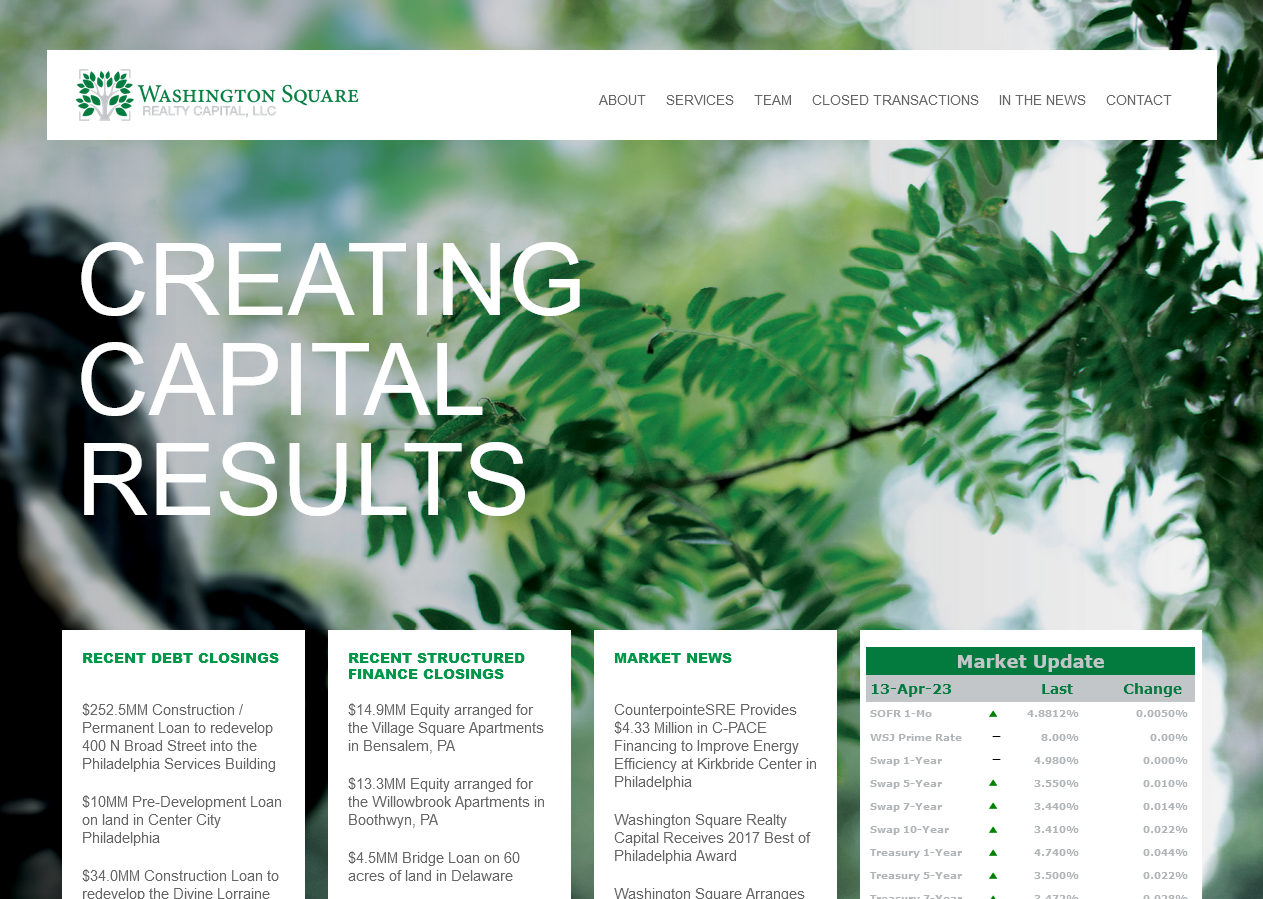 WASHINGTON SQUARE
REALTY CAPITAL, LLC
ABOUT SERVICES TEAM CLOSED TRANSACTIONS IN THE NEWS CONTACT
CREATING
CAPITAL
RESULTS
RECENT DEBT CLOSINGS
$252.5MM Construction /
Permanent Loan to redevelop
400 N Broad Street into the
Philadelphia Services Building
$10MM Pre-Development Loan
on land in Center City
Philadelphia
$34.0MM Construction Loan to
redevelop the Divine Lorraine
RECENT STRUCTURED
FINANCE CLOSINGS
$14.9MM Equity arranged for
the Village Square Apartments
in Bensalem, PA
$13.3MM Equity arranged for
the Willowbrook Apartments in
Boothwyn, PA
$4.5MM Bridge Loan on 60
acres of land in Delaware
MARKET NEWS
CounterpointeSRE Provides
$4.33 Million in C-PACE
Financing to Improve Energy
Efficiency at Kirkbride Center in
Philadelphia
Washington Square Realty
Capital Receives 2017 Best of
Philadelphia Award
Washington Square Arranges
Market Update
13-Apr-23 Last Change
SOFR 1-Mo ▲ 4.8812% 0.0050%
WSJ Prime Rate – 8.00% 0.00%
Swap 1-Year – 4.980% 0.000%
Swap 5-Year ▲ 3.550% 0.010%
Swap 7-Year ▲ 3.440% 0.014%
Swap 10-Year ▲ 3.410% 0.022%
Treasury 1-Year ▲ 4.740% 0.044%
Treasury 5-Year ▲ 3.500% 0.022%
Treasury 7-Year ▲ 3.472% 0.028%